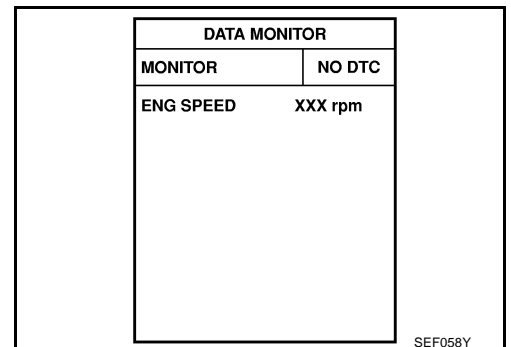 DATA MONITOR
MONITOR NO DTC
ENG SPEED XXX rpm
SEF058Y